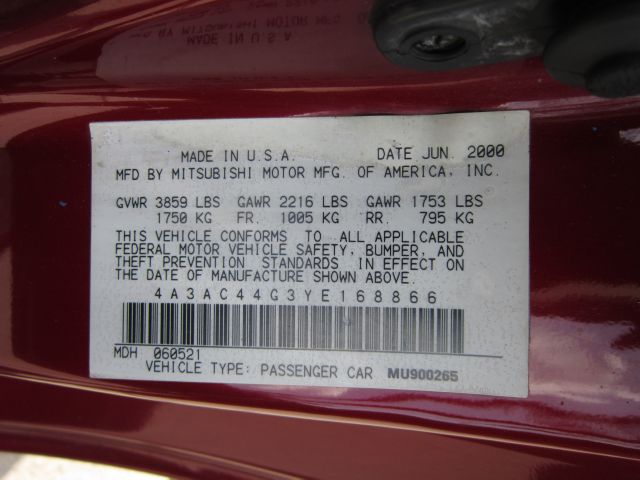 MADE IN U.S.A. DATE JUN. 2000
MFD BY MITSUBISHI MOTOR MFG. OF AMERICA, INC.
GVWR 3859 LBS GAWR 2216 LBS GAWR 1753 LBS
1750 KG FR. 1005 KG RR. 795 KG
THIS VEHICLE CONFORMS TO ALL APPLICABLE
FEDERAL MOTOR VEHICLE SAFETY, BUMPER, AND
THEFT PREVENTION STANDARDS IN EFFECT ON
THE DATE OF MANUFACTURE SHOWN ABOVE.
4A3AC44G3YE168866
MDH 060521
VEHICLE TYPE: PASSENGER CAR MU900265